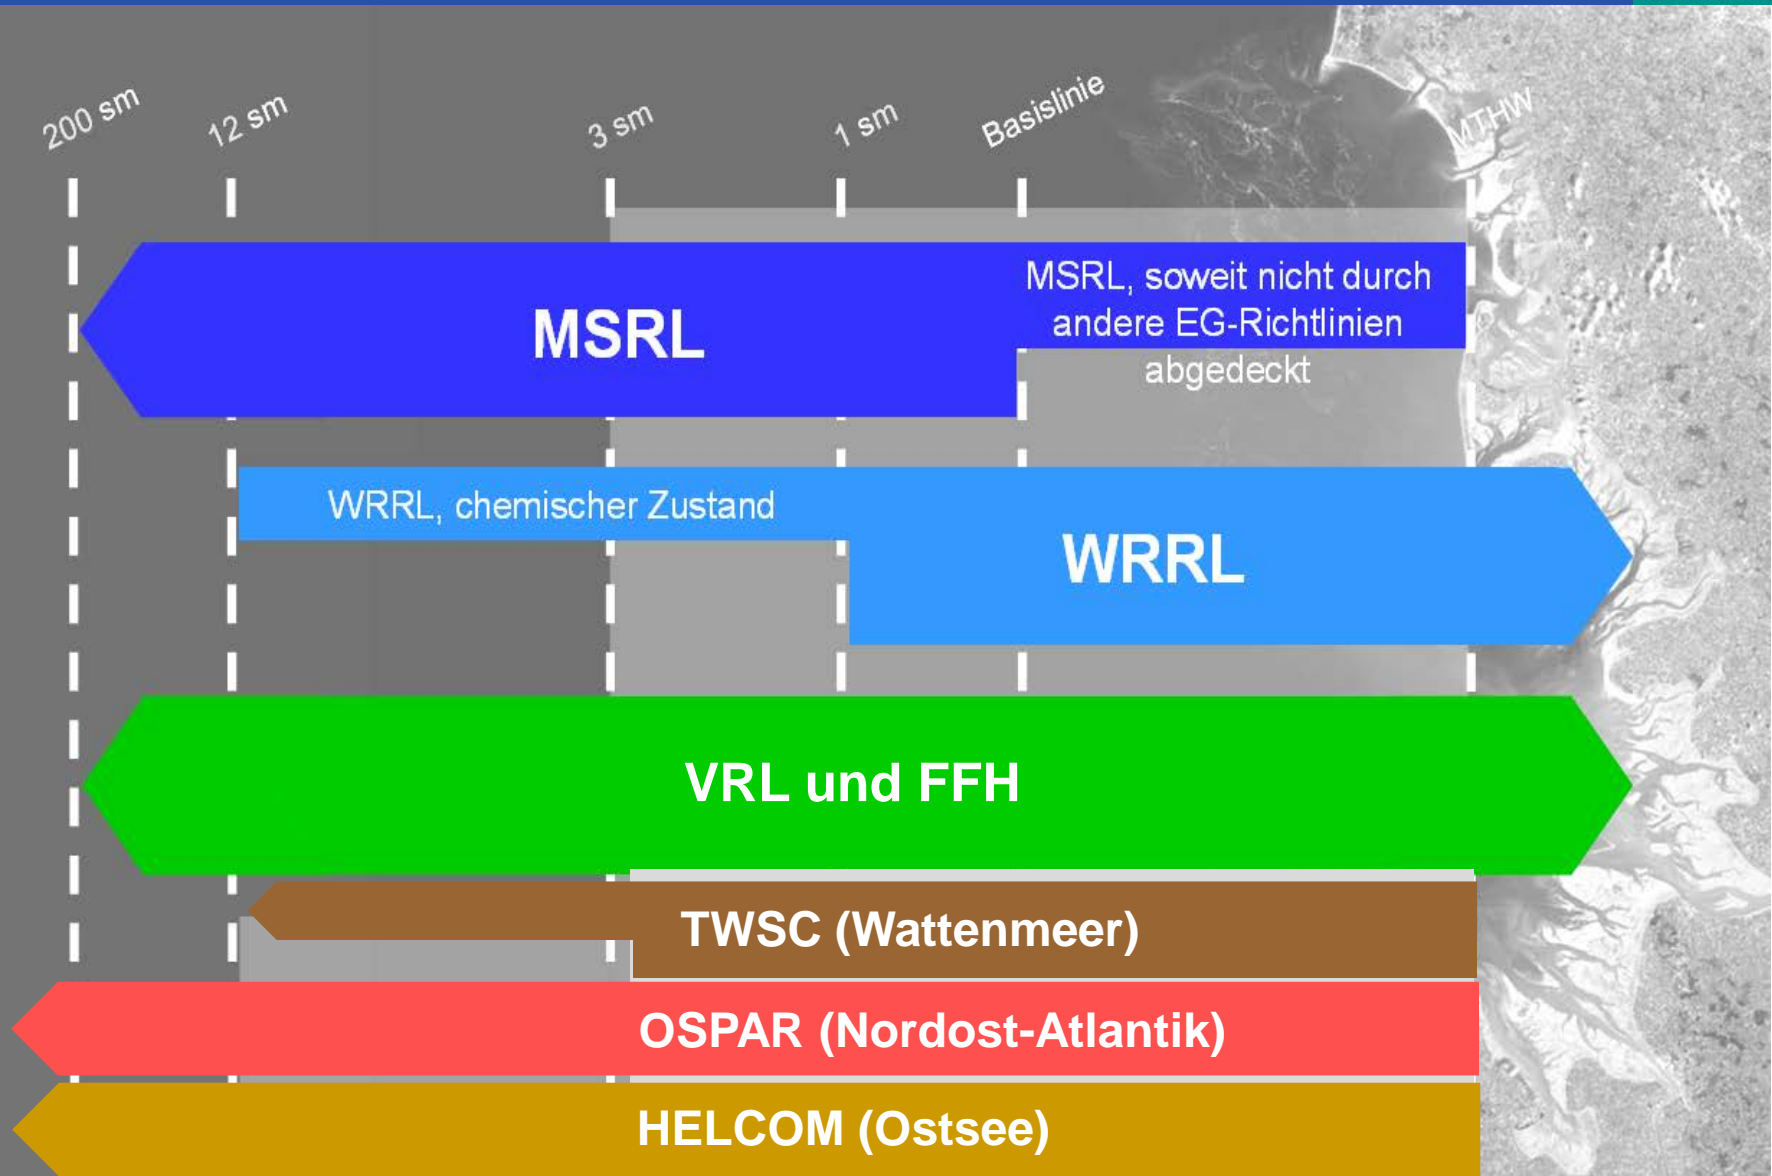 200 sm
12 sm
3 sm
1 sm
Basislinie
MTHW
MSRL
MSRL, soweit nicht durch
andere EG-Richtlinien
abgedeckt
WRRL, chemischer Zustand
WRRL
VRL und FFH
TWSC (Wattenmeer)
OSPAR (Nordost-Atlantik)
HELCOM (Ostsee)